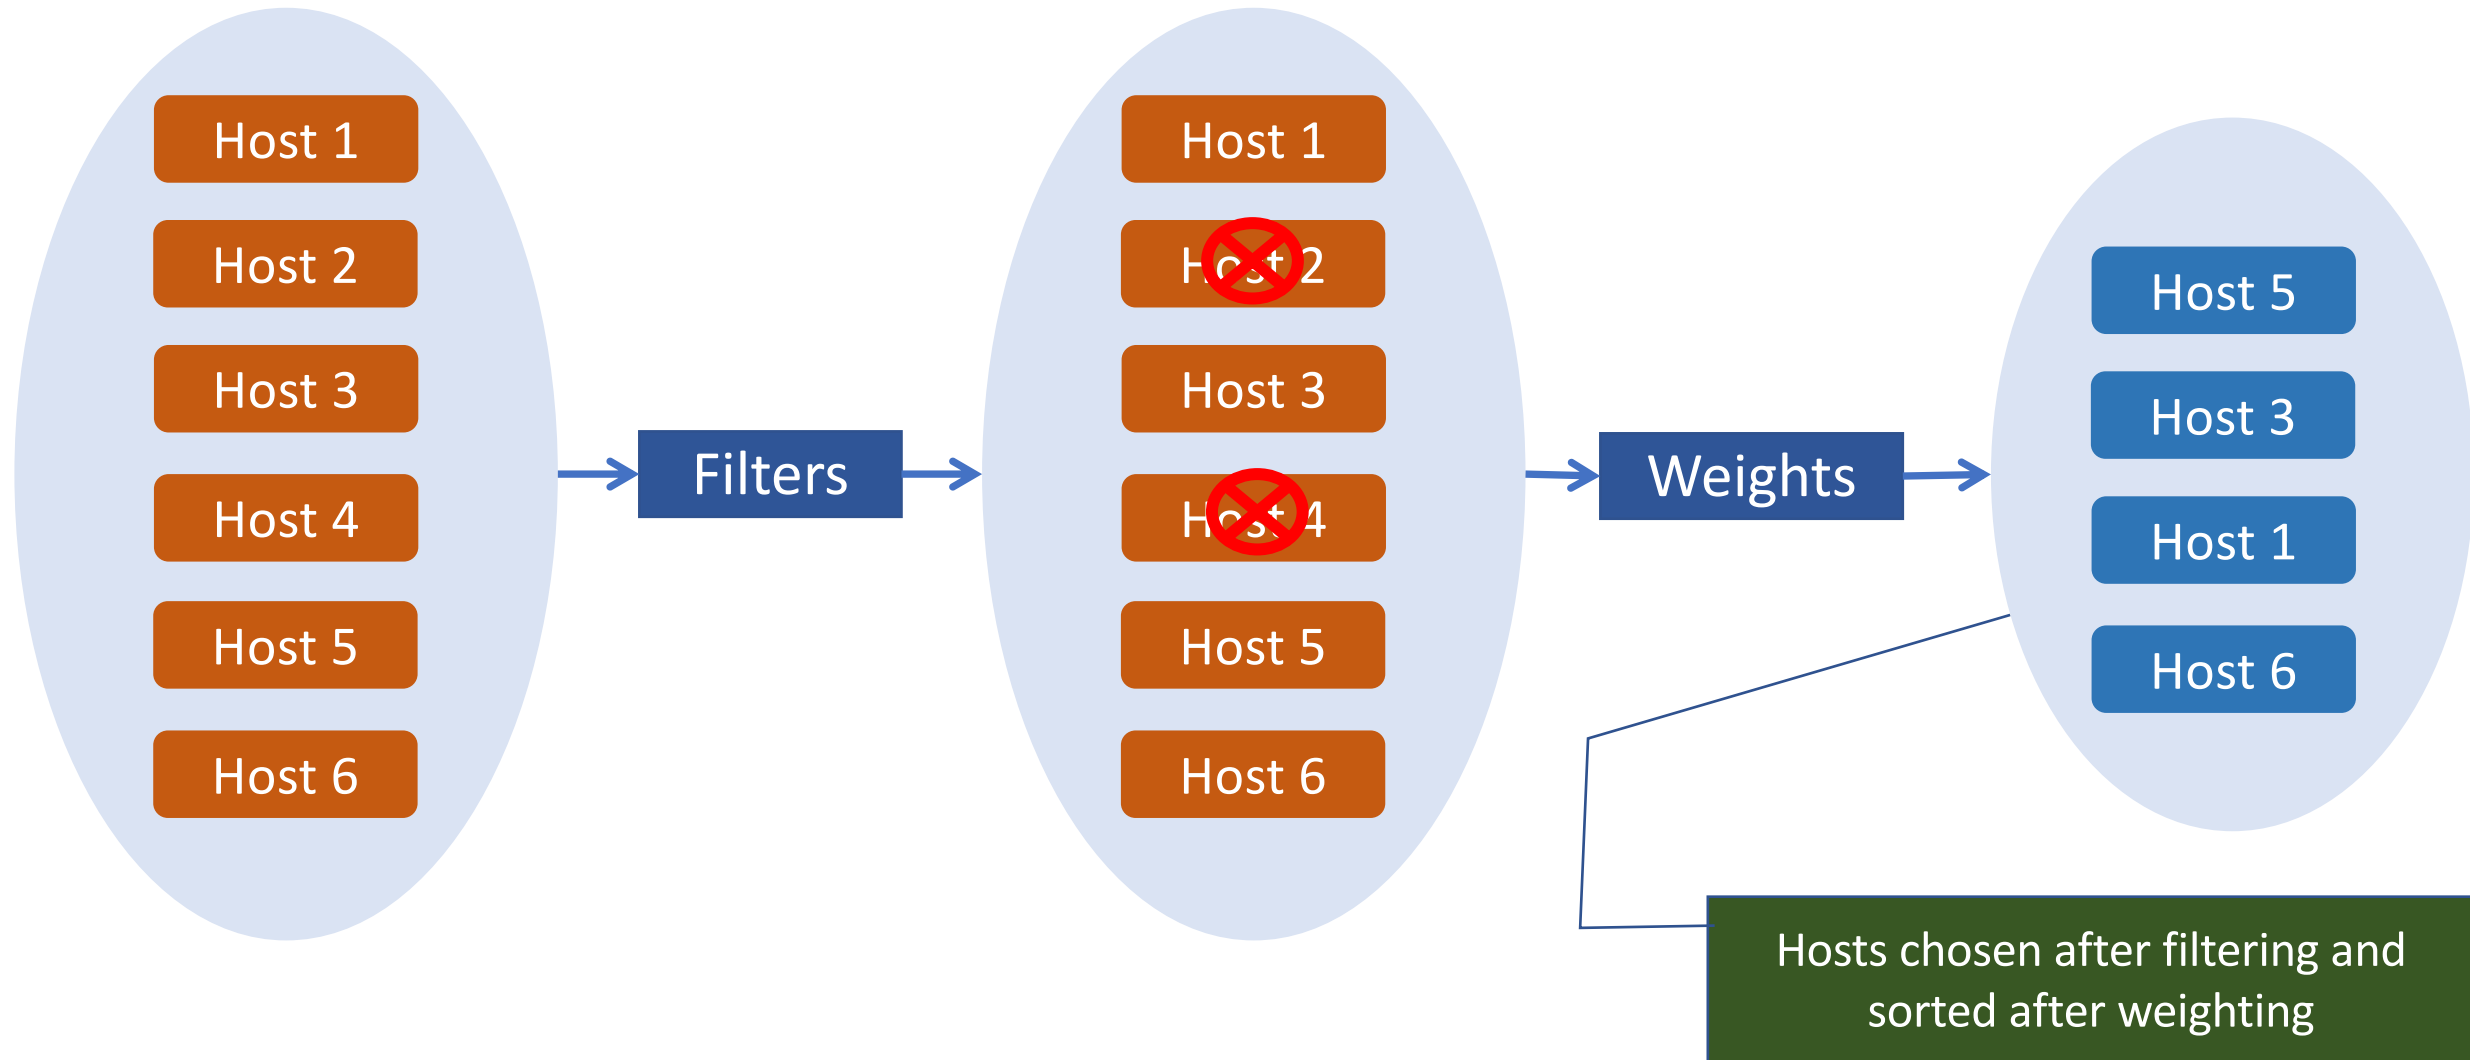 Host 1
Host 2
Host 3
Host 4
Host 5
Host 6
Filters
Host 1
Host 2
Host 3
Host 4
Host 5
Host 6
Weights
Host 5
Host 3
Host 1
Host 6
Hosts chosen after filtering and
sorted after weighting